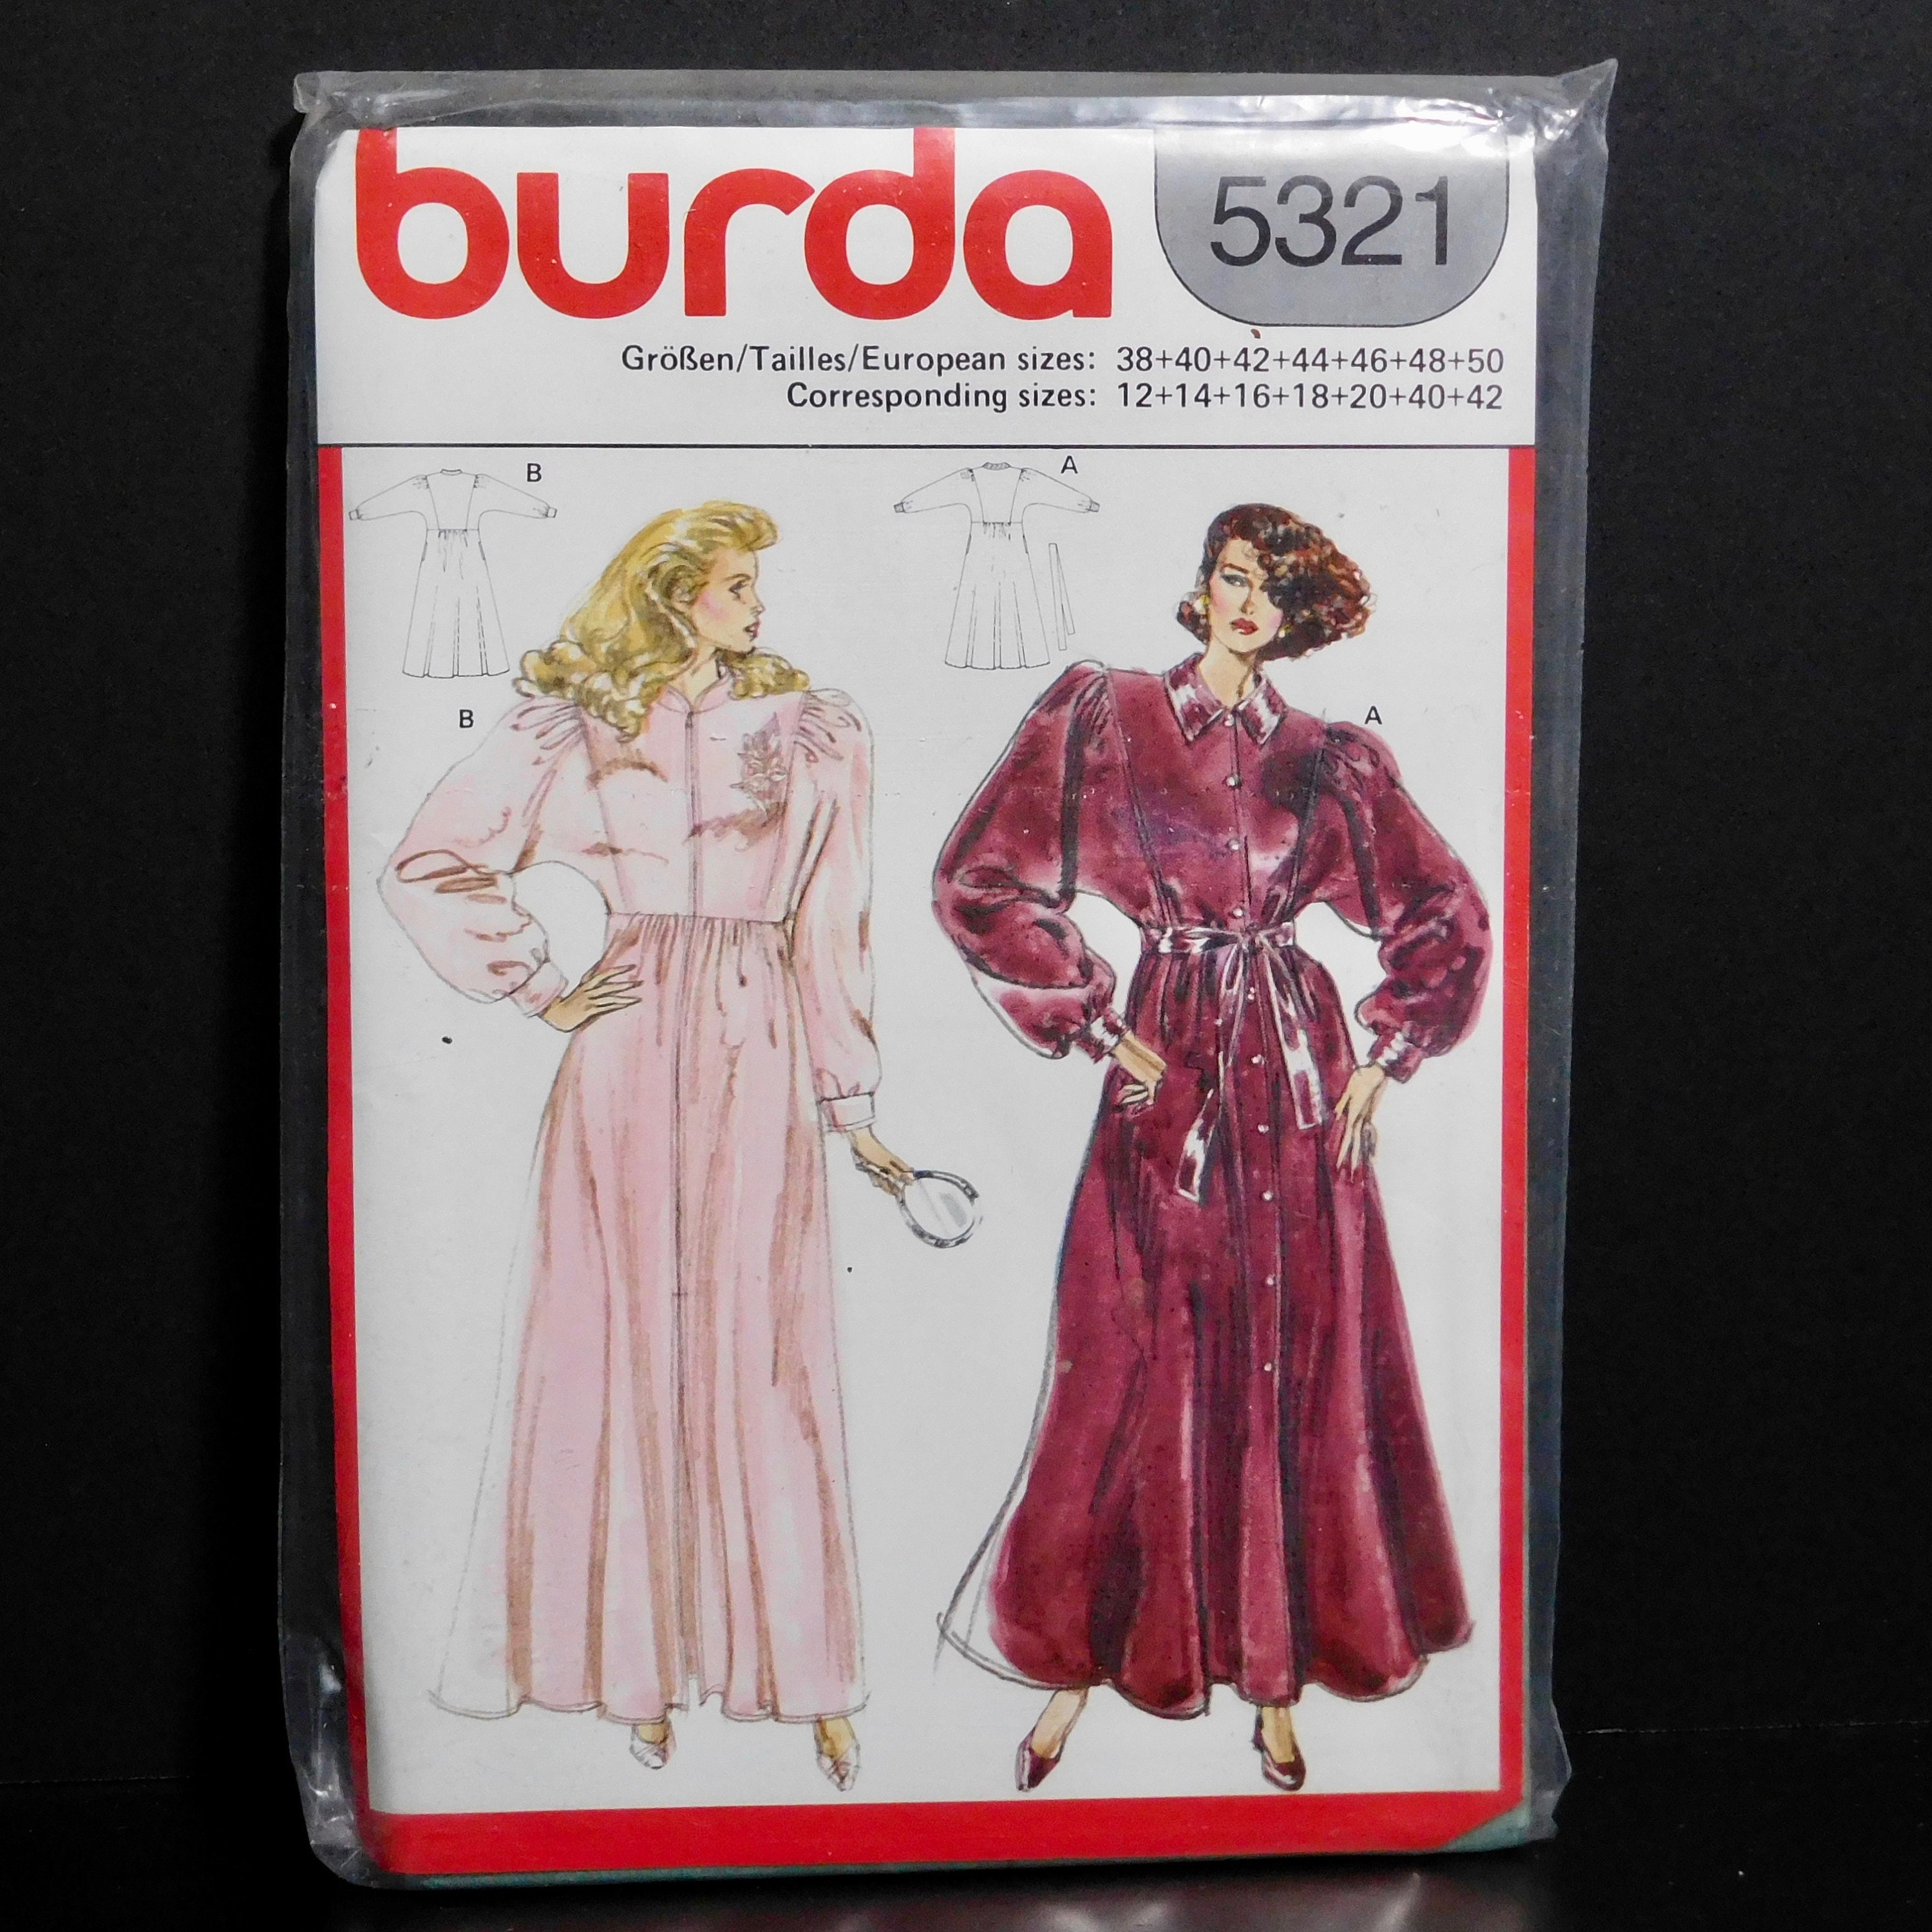 burda
5321
Größen/Tailles/European sizes: 38+40+42+44+46+48+50
Corresponding sizes: 12+14+16+18+20+40+42
B
A
B
A